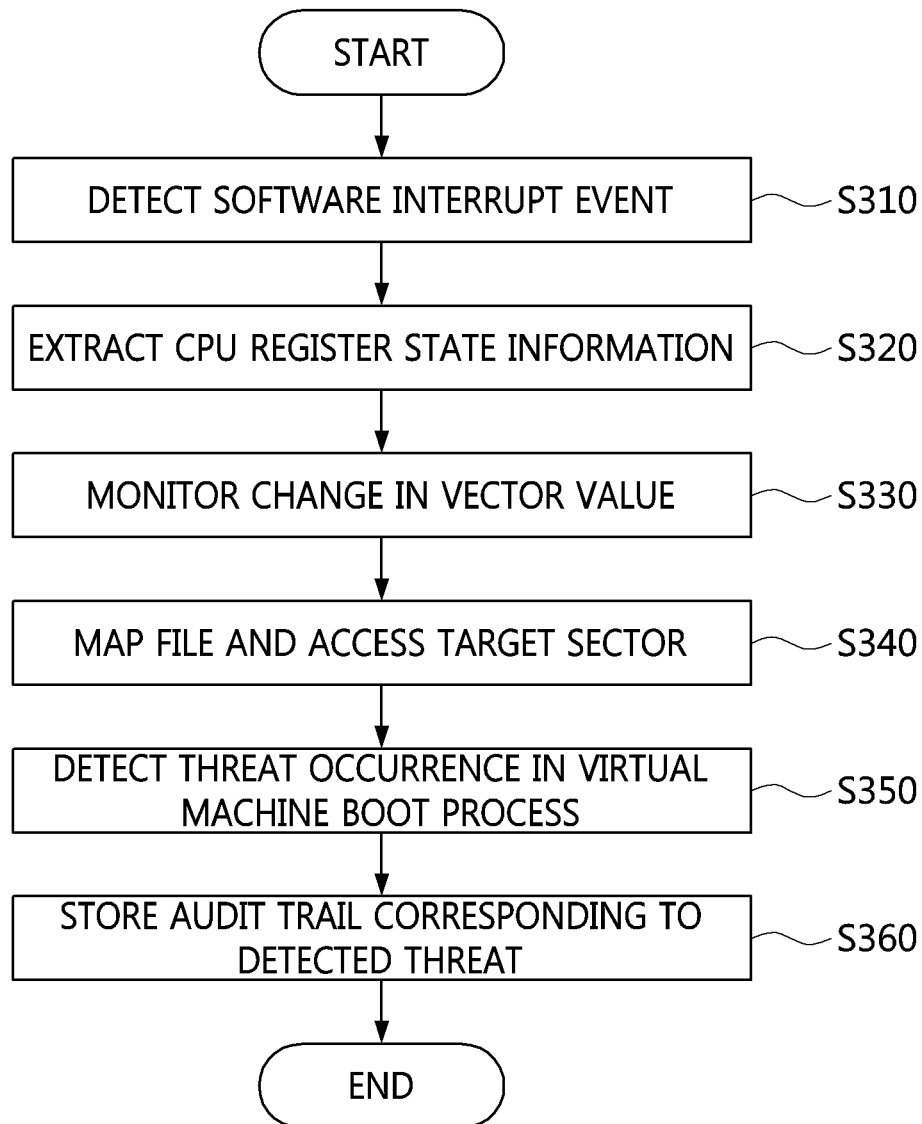 START
DETECT SOFTWARE INTERRUPT EVENT
S310
EXTRACT CPU REGISTER STATE INFORMATION
S320
MONITOR CHANGE IN VECTOR VALUE
S330
MAP FILE AND ACCESS TARGET SECTOR
S340
DETECT THREAT OCCURRENCE IN VIRTUAL
MACHINE BOOT PROCESS
S350
STORE AUDIT TRAIL CORRESPONDING TO
DETECTED THREAT
S360
END